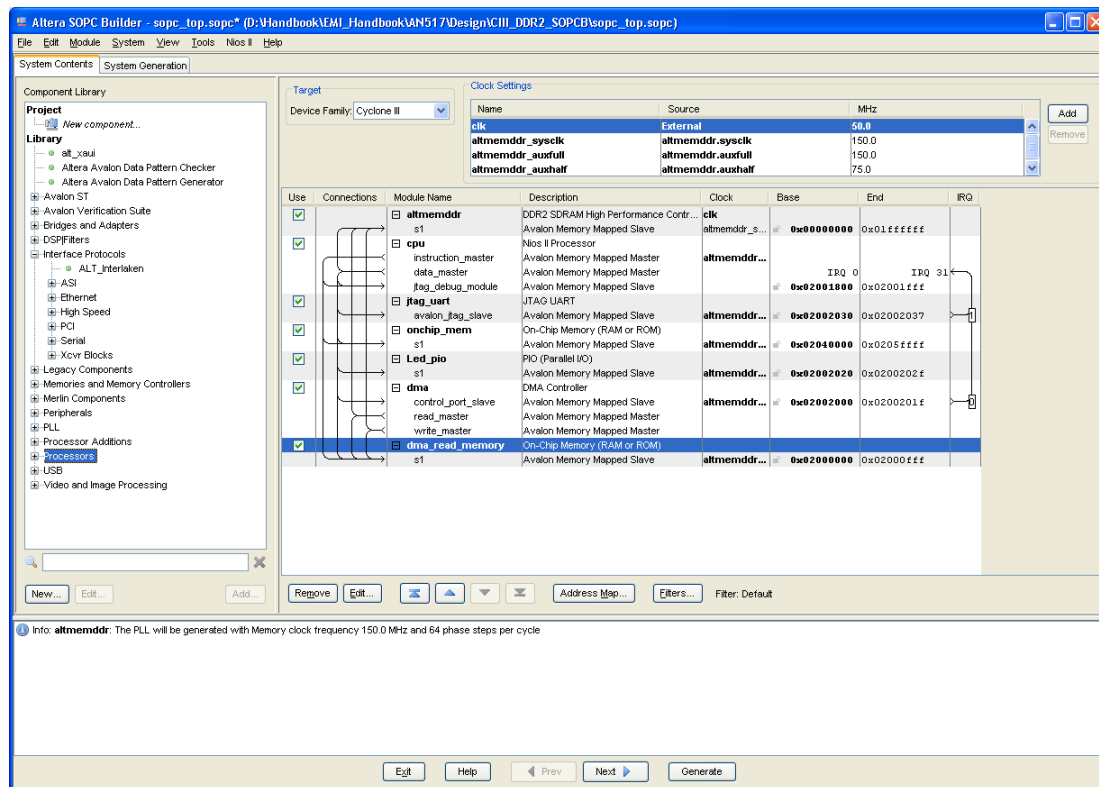 Altera SOPC Builder - sopc_top.sopc* (D:\Handbook\EMI_Handbook\AN517\Design\CIII_DDR2_SOPCB\sopc_top.sopc)
File Edit Module System View Tools Nios II Help
System Contents System Generation
Component Library
Project
New component...
Library
alt_xaui
Altera Avalon Data Pattern Checker
Altera Avalon Data Pattern Generator
Avalon ST
Avalon Verification Suite
Bridges and Adapters
DSP|Filters
Interface Protocols
ALT_Interlaken
ASI
Ethernet
High Speed
PCI
Serial
Xcvr Blocks
Legacy Components
Memories and Memory Controllers
Merlin Components
Peripherals
PLL
Processor Additions
Processors
USB
Video and Image Processing
New... Edit... Add...
Target
Device Family: Cyclone III
Clock Settings
Name Source MHz
clk External 50.0
altmemddr_sysclk altmemddr.sysclk 150.0
altmemddr_auxfull altmemddr.auxfull 150.0
altmemddr_auxhalf altmemddr.auxhalf 75.0
Add
Remove
Use Connections Module Name Description Clock Base End IRQ
altmemddr DDR2 SDRAM High Performance Contr... clk
s1 Avalon Memory Mapped Slave altmemddr_s... 0x00000000 0x01ffffff
cpu Nios II Processor
instruction_master Avalon Memory Mapped Master altmemddr...
data_master Avalon Memory Mapped Master IRQ 0 IRQ 31
jtag_debug_module Avalon Memory Mapped Slave 0x02001800 0x02001fff
jtag_uart JTAG UART
avalon_jtag_slave Avalon Memory Mapped Slave altmemddr... 0x02002030 0x02002037 1
onchip_mem On-Chip Memory (RAM or ROM)
s1 Avalon Memory Mapped Slave altmemddr... 0x02040000 0x0205ffff
Led_pio PIO (Parallel I/O)
s1 Avalon Memory Mapped Slave altmemddr... 0x02002020 0x0200202f
dma DMA Controller
control_port_slave Avalon Memory Mapped Slave altmemddr... 0x02002000 0x0200201f 0
read_master Avalon Memory Mapped Master
write_master Avalon Memory Mapped Master
dma_read_memory On-Chip Memory (RAM or ROM)
s1 Avalon Memory Mapped Slave altmemddr... 0x02000000 0x02000fff
Remove Edit... Address Map... Filters... Filter: Default
Info: altmemddr: The PLL will be generated with Memory clock frequency 150.0 MHz and 64 phase steps per cycle
Exit Help Prev Next Generate